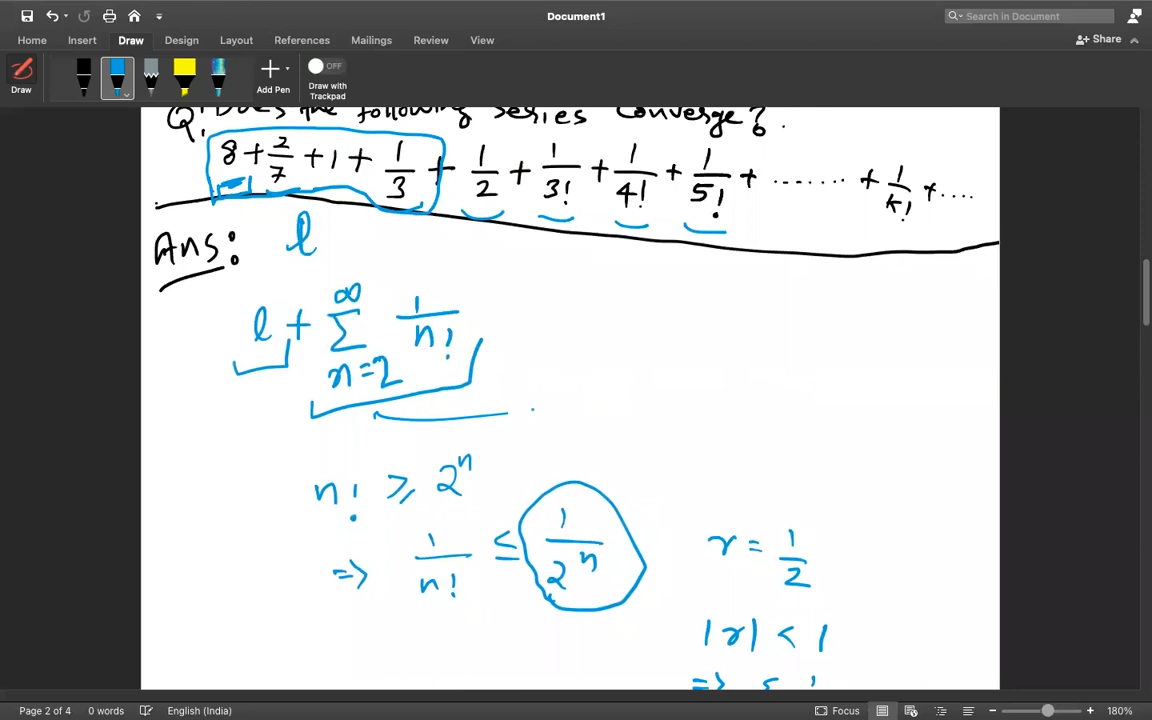 Document1
Search in Document
Home Insert Draw Design Layout References Mailings Review View
Share
Draw
Add Pen
OFF
Draw with Trackpad
Q. Does the following series converge?
8 + 2/7 + 1 + 1/3 + 1/2 + 1/3! + 1/4! + 1/5! + ........ + 1/k! + ....
Ans:
l
l + ∑ n=2 ∞ 1/n!
n! ⩾ 2^n
=> 1/n! ≤ 1/2^n
r = 1/2
|r| < 1
=>
Page 2 of 4 0 words English (India)
Focus
180%